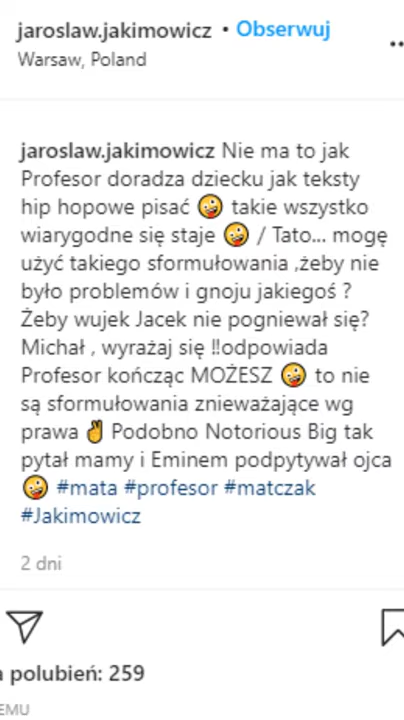 jaroslaw.jakimowicz • Obserwuj
Warsaw, Poland
jaroslaw.jakimowicz Nie ma to jak
Profesor doradza dziecku jak teksty
hip hopowe pisać 🤪 takie wszystko
wiarygodne się staje 🤪 / Tato... mogę
użyć takiego sformułowania ,żeby nie
było problemów i gnoju jakiegoś ?
Żeby wujek Jacek nie pogniewał się?
Michał , wyrażaj się ‼odpowiada
Profesor kończąc MOŻESZ 🤪 to nie
są sformułowania znieważające wg
prawa ✌ Podobno Notorious Big tak
pytał mamy i Eminem podpytywał ojca
🤪 #mata #profesor #matczak
#Jakimowicz
2 dni
a polubień: 259
EMU